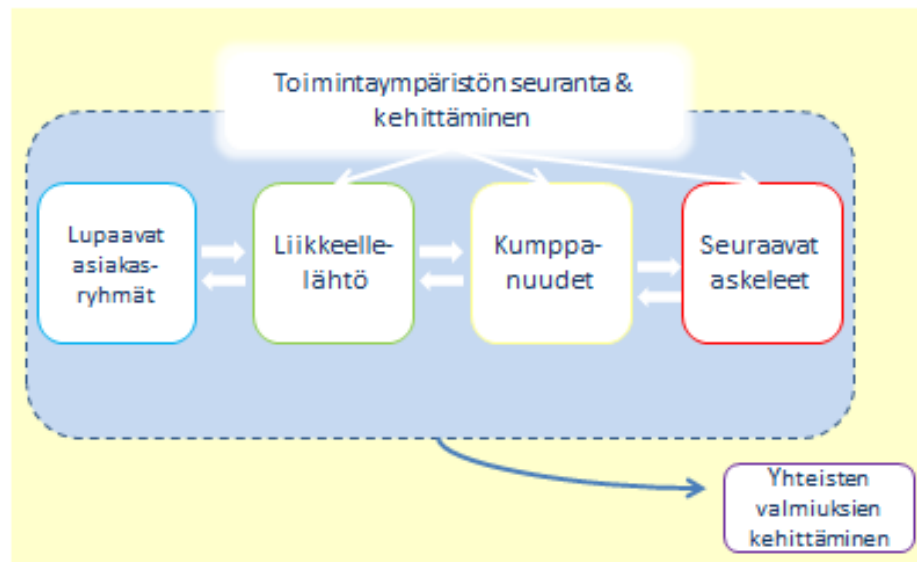 Toimintaympäristön seuranta &
kehittäminen
Lupaavat
asiakas-
ryhmät
Liikkeelle-
lähtö
Kumppa-
nuudet
Seuraavat
askeleet
Yhteisten
valmiuksien
kehittäminen